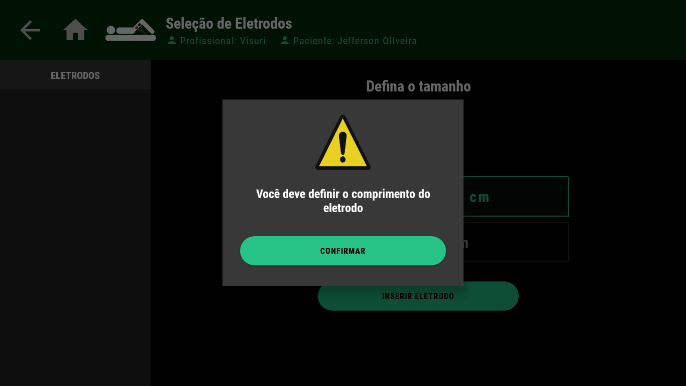 Seleção de Eletrodos
Profissional: Visuri Paciente: Jefferson Oliveira
ELETRODOS
Defina o tamanho
Você deve definir o comprimento do
eletrodo
cm
CONFIRMAR
INSERIR ELETRODO